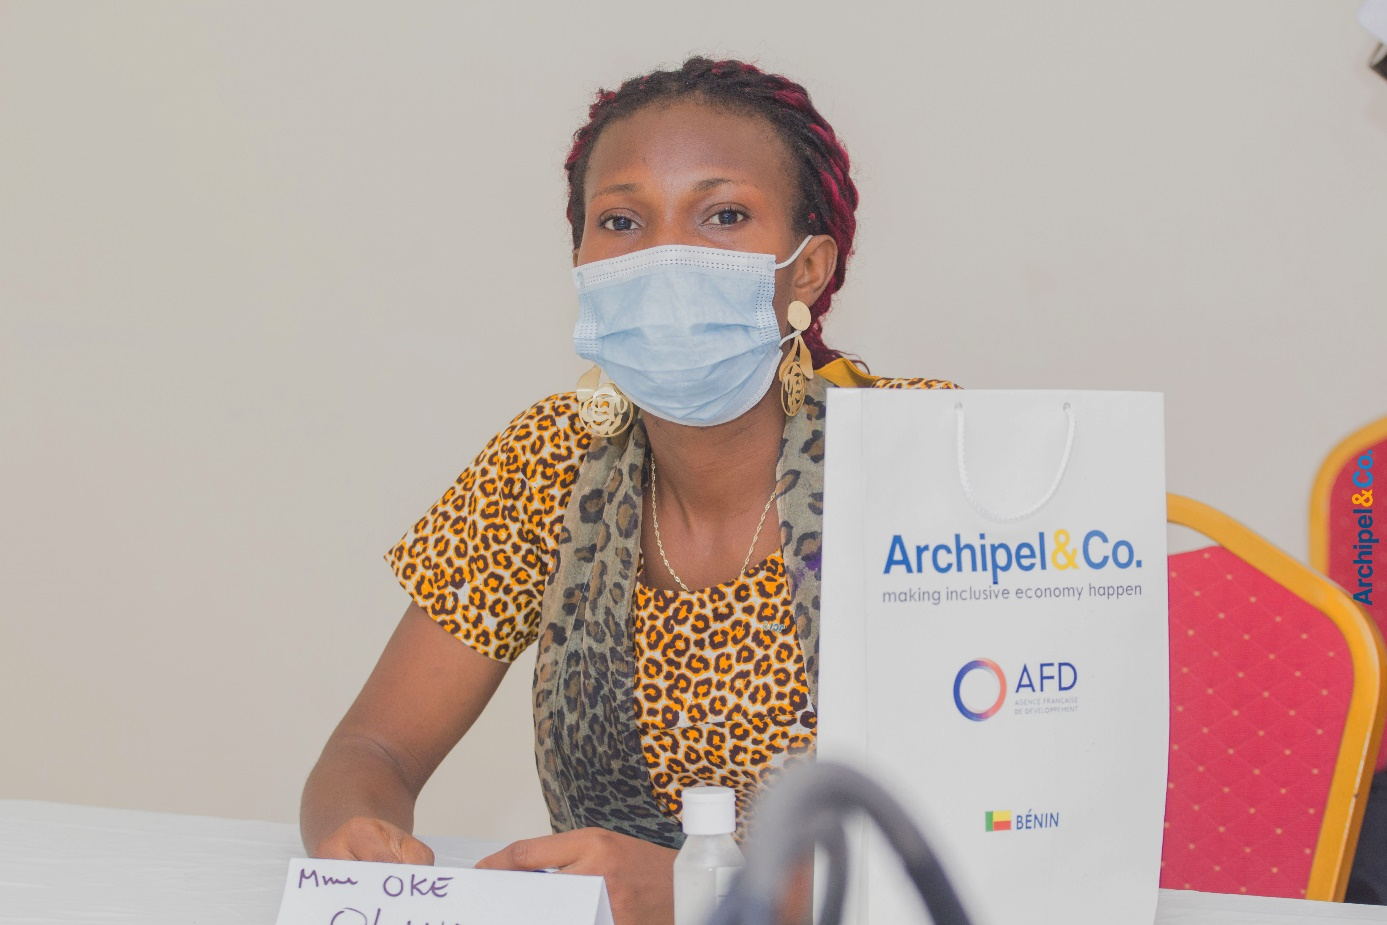 Archipel&Co.
making inclusive economy happen
AFD
AGENCE FRANÇAISE
DE DÉVELOPPEMENT
BÉNIN
Mme OKE
Archipel&Co.